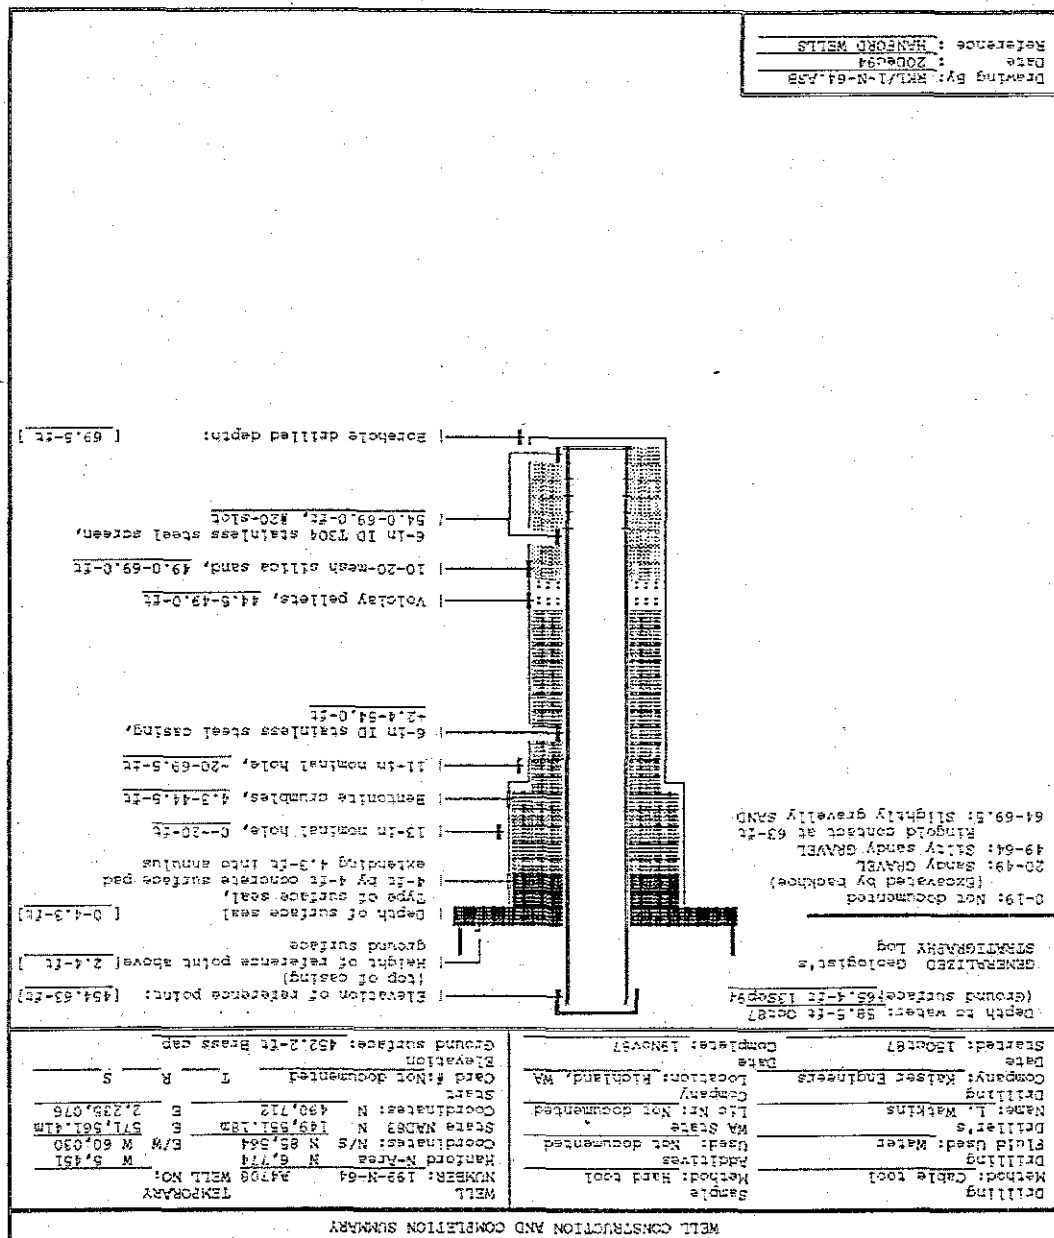 WELL CONSTRUCTION AND COMPLETION SUMMARY
Drilling Method: Cable tool
Sample Method: Hard tool
WELL NUMBER: 199-N-64 A4708
TEMPORARY WELL NO:
Drilling Fluid Used: Water
Additives Used: Not documented
Hanford N-Area N 6,774 W 5,451
Coordinates: N/S N 85,564 E/W W 60,030
Driller's Name: L. Watkins
WA State Lic Nr: Not documented
State NAD83 N 149,551.18m E 571,561.41m
Coordinates: N 490,712 E 2,235,076
Drilling Company: Kaiser Engineers
Company Location: Richland, WA
Start Card #: Not documented T R S
Date Started: 15Oct87
Date Complete: 19Nov87
Elevation
Ground surface: 452.2-ft Brass cap
Depth to water: 58.5-ft Oct87
(Ground surface) 65.4-ft 13Sep94
GENERALIZED Geologist's
STRATIGRAPHY Log
0-19: Not documented
(Excavated by backhoe)
20-49: Sandy GRAVEL
49-64: Silty sandy GRAVEL
Ringold contact at 63-ft
64-69.5: Slightly gravelly SAND
Elevation of reference point: [454.63-ft]
(top of casing)
Height of reference point above[ 2.4-ft ]
ground surface
Depth of surface seal [ 0-4.3-ft]
Type of surface seal,
4-ft by 4-ft concrete surface pad
extending 4.3-ft into annulus
13-in nominal hole, 0-~20-ft
Bentonite crumbles, 4.3-44.5-ft
11-in nominal hole, ~20-69.5-ft
6-in ID stainless steel casing,
+2.4-54.0-ft
Volclay pellets, 44.5-49.0-ft
10-20-mesh silica sand, 49.0-69.0-ft
6-in ID T304 stainless steel screen,
54.0-69.0-ft, #20-slot
Borehole drilled depth: [ 69.5-ft ]
Drawing By: RKL/1-N-64.ASB
Date : 20Dec94
Reference : HANFORD WELLS